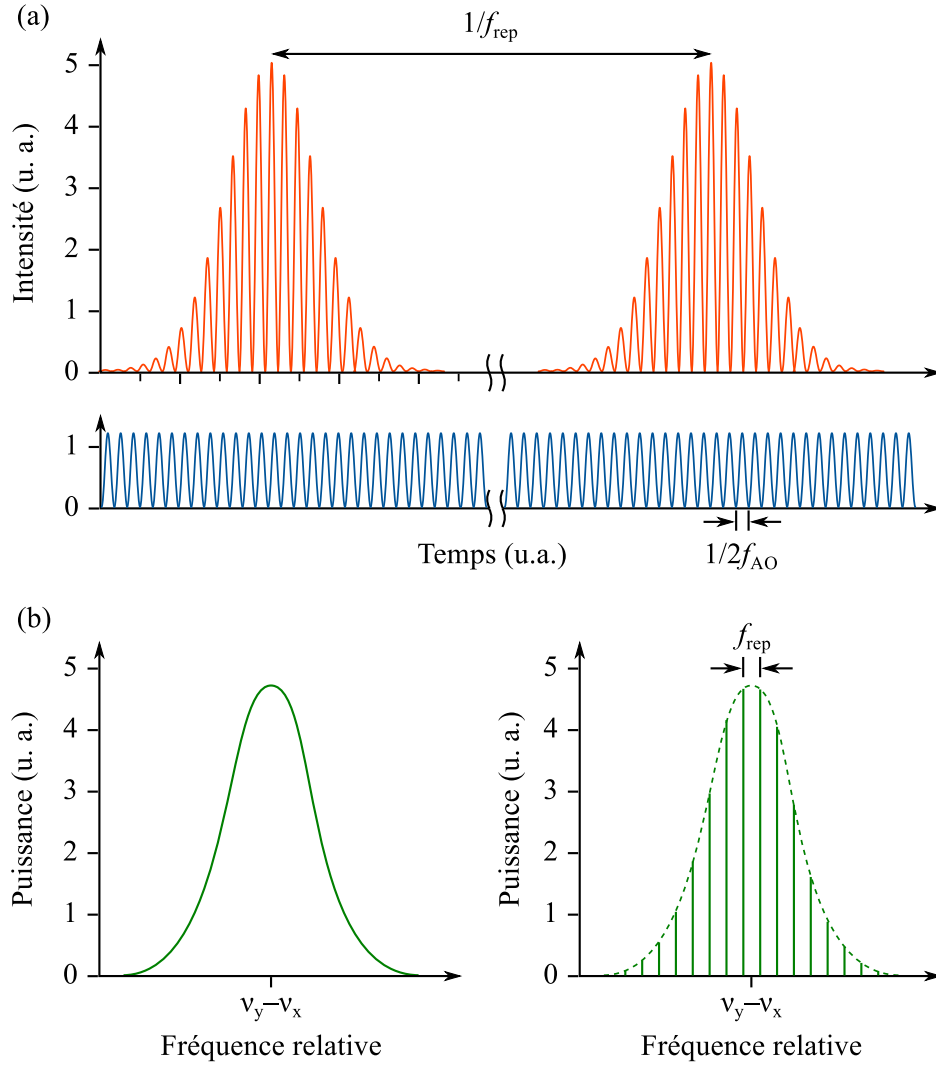 (a)
1/f_rep
Intensité (u. a.)
5
4
3
2
1
0
1
0
Temps (u.a.)
1/2f_AO
(b)
Puissance (u. a.)
5
4
3
2
1
0
ν_y–ν_x
Fréquence relative
f_rep
Puissance (u. a.)
5
4
3
2
1
0
ν_y–ν_x
Fréquence relative